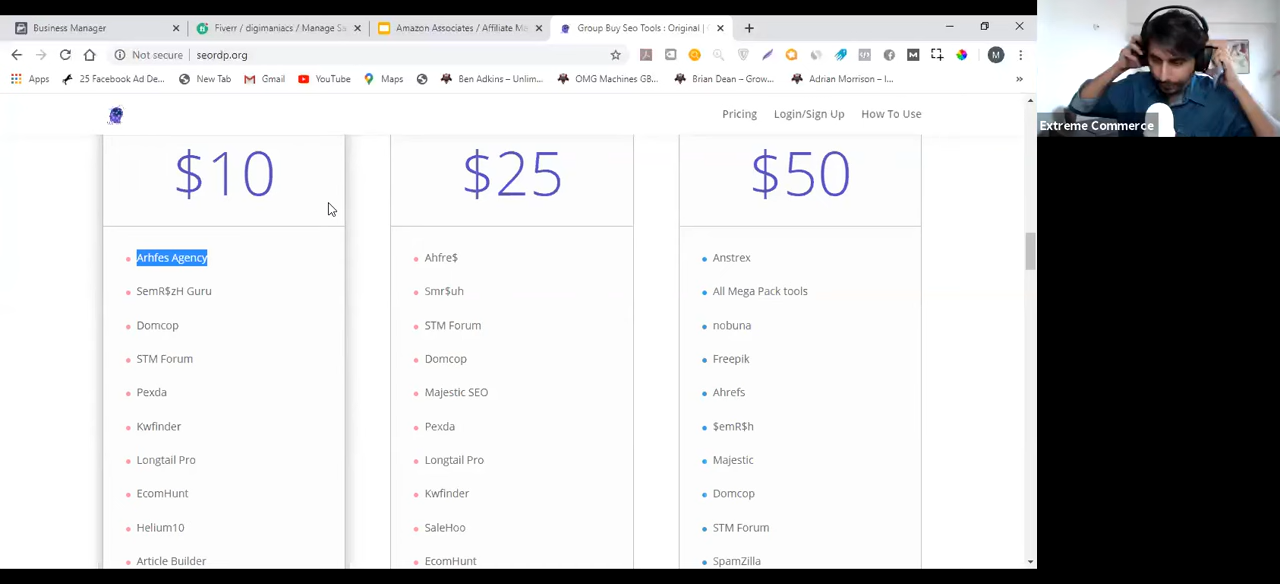 Business Manager
Fiverr / digimaniacs / Manage Sa
Amazon Associates / Affiliate Ma
Group Buy Seo Tools : Original |
Not secure
seordp.org
M
Apps
25 Facebook Ad De...
New Tab
Gmail
YouTube
Maps
Ben Adkins – Unlim...
OMG Machines GB...
Brian Dean – Grow...
Adrian Morrison – I...
»
Extreme Commerce
Pricing
Login/Sign Up
How To Use
$10
$25
$50
Arhfes Agency
Ahfre$
Anstrex
SemR$zH Guru
Smr$uh
All Mega Pack tools
Domcop
STM Forum
nobuna
STM Forum
Domcop
Freepik
Pexda
Majestic SEO
Ahrefs
Kwfinder
Pexda
$emR$h
Longtail Pro
Longtail Pro
Majestic
EcomHunt
Kwfinder
Domcop
Helium10
SaleHoo
STM Forum
Article Builder
EcomHunt
SpamZilla